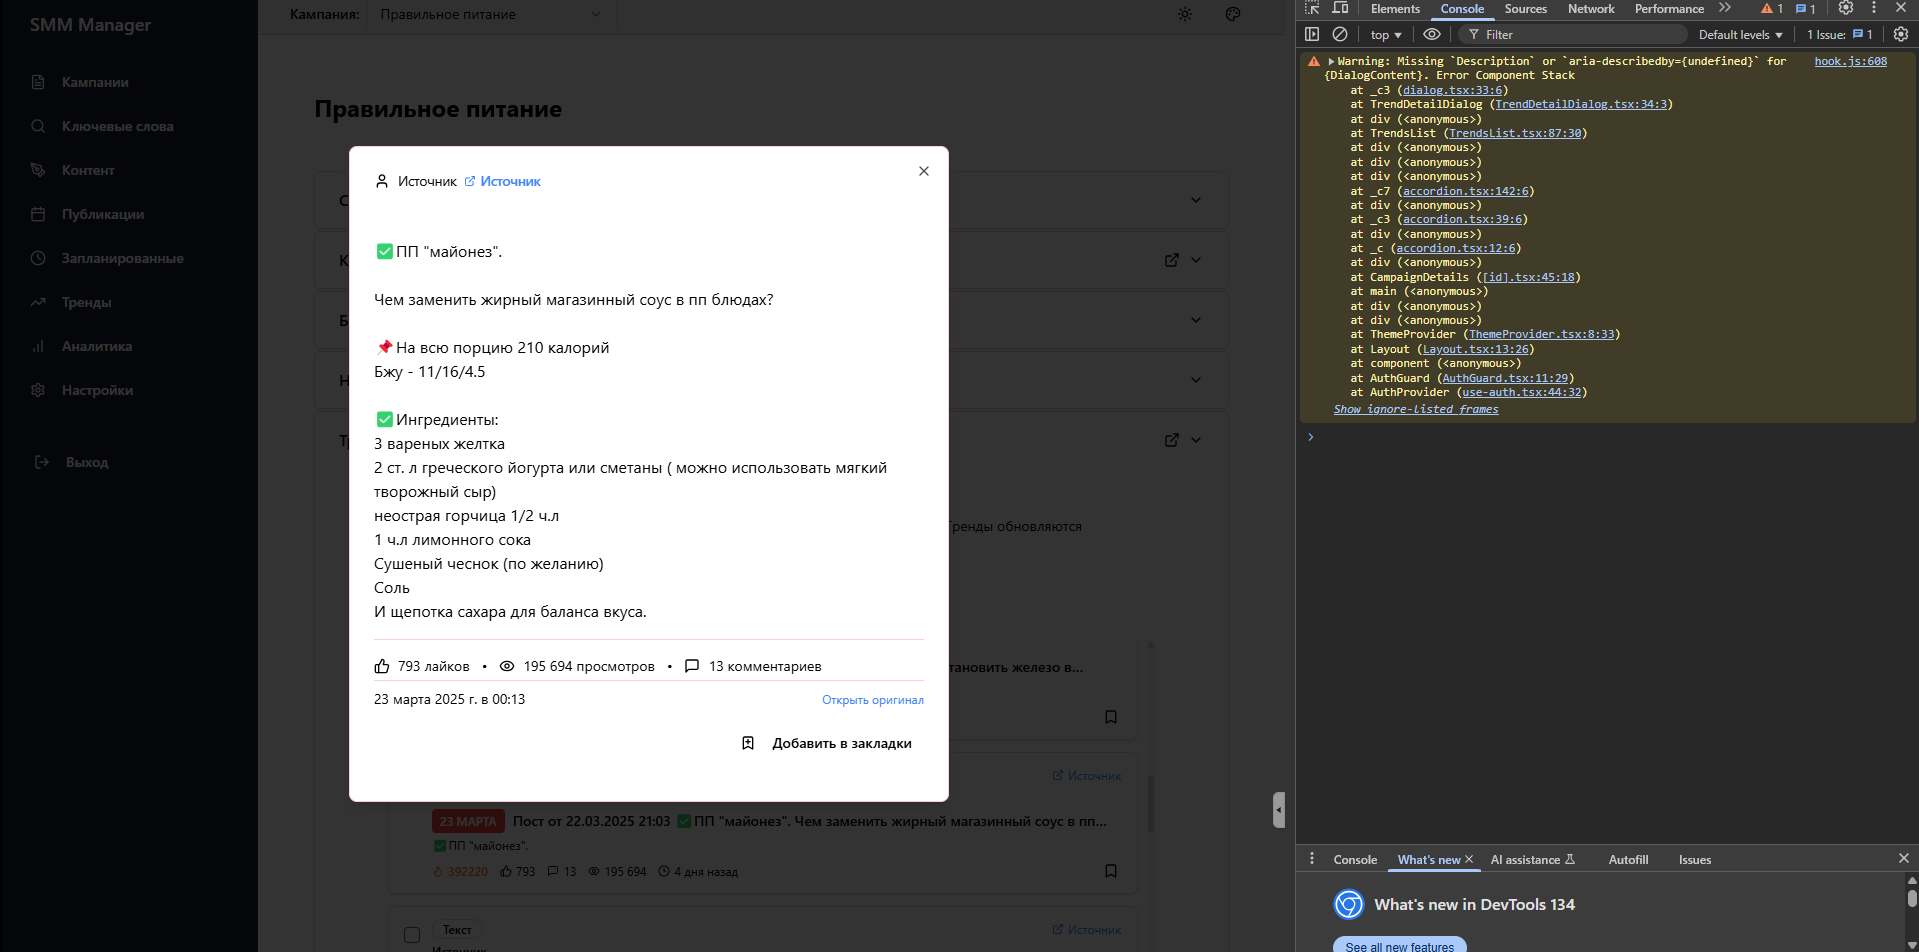 SMM Manager
Кампании
Ключевые слова
Контент
Публикации
Запланированные
Тренды
Аналитика
Настройки
Выход
Кампания: Правильное питание
Правильное питание
Источник Источник
✅ПП "майонез".
Чем заменить жирный магазинный соус в пп блюдах?
📌На всю порцию 210 калорий
Бжу - 11/16/4.5
✅Ингредиенты:
3 вареных желтка
2 ст. л греческого йогурта или сметаны ( можно использовать мягкий
творожный сыр)
неострая горчица 1/2 ч.л
1 ч.л лимонного сока
Сушеный чеснок (по желанию)
Соль
И щепотка сахара для баланса вкуса.
793 лайков • 195 694 просмотров • 13 комментариев
23 марта 2025 г. в 00:13 Открыть оригинал
Добавить в закладки
Тренды обновляются
тановить железо в...
Источник
23 МАРТА Пост от 22.03.2025 21:03 ✅ПП "майонез". Чем заменить жирный магазинный соус в пп...
✅ПП "майонез".
392220 793 13 195 694 4 дня назад
Текст Источник
Источник
Elements Console Sources Network Performance 1 1
top Filter Default levels 1 Issue: 1
Warning: Missing `Description` or `aria-describedby={undefined}` for hook.js:608
{DialogContent}. Error Component Stack
at _c3 (dialog.tsx:33:6)
at TrendDetailDialog (TrendDetailDialog.tsx:34:3)
at div (<anonymous>)
at TrendsList (TrendsList.tsx:87:30)
at div (<anonymous>)
at div (<anonymous>)
at div (<anonymous>)
at _c7 (accordion.tsx:142:6)
at div (<anonymous>)
at _c3 (accordion.tsx:39:6)
at div (<anonymous>)
at _c (accordion.tsx:12:6)
at div (<anonymous>)
at CampaignDetails ([id].tsx:45:18)
at main (<anonymous>)
at div (<anonymous>)
at div (<anonymous>)
at ThemeProvider (ThemeProvider.tsx:8:33)
at Layout (Layout.tsx:13:26)
at component (<anonymous>)
at AuthGuard (AuthGuard.tsx:11:29)
at AuthProvider (use-auth.tsx:44:32)
Show ignore-listed frames
Console What's new AI assistance Autofill Issues
What's new in DevTools 134
See all new features